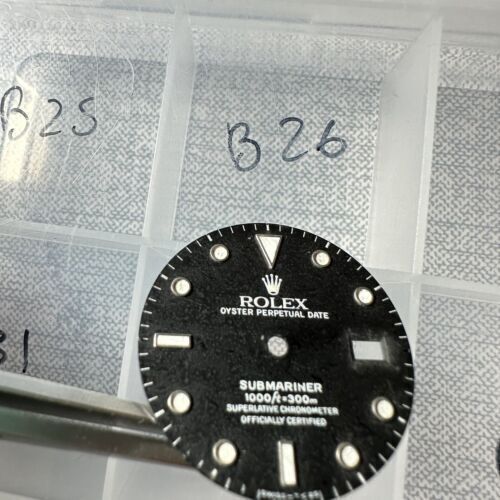 B25
B26
ROLEX
OYSTER PERPETUAL DATE
SUBMARINER
1000ft=300m
SUPERLATIVE CHRONOMETER
OFFICIALLY CERTIFIED